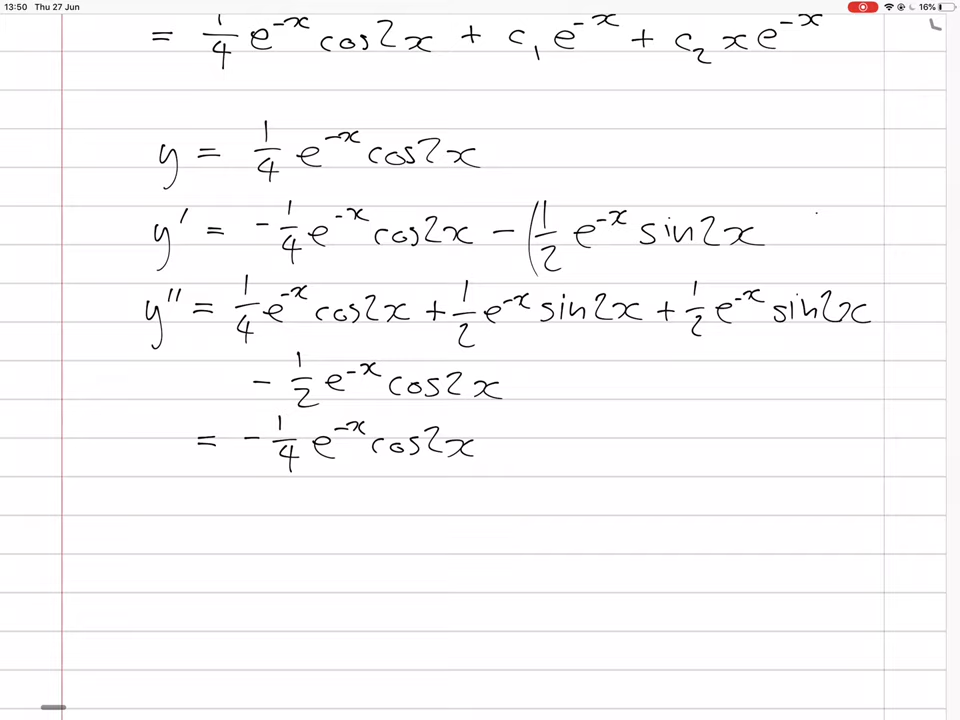 13:50 Thu 27 Jun 16%
= 1/4 e^{-x} cos2x + c_1 e^{-x} + c_2 x e^{-x}
y = 1/4 e^{-x} cos2x
y' = - 1/4 e^{-x} cos2x - (1/2 e^{-x} sin2x
y'' = 1/4 e^{-x} cos2x + 1/2 e^{-x} sin2x + 1/2 e^{-x} sin2x
- 1/2 e^{-x} cos2x
= - 1/4 e^{-x} cos2x